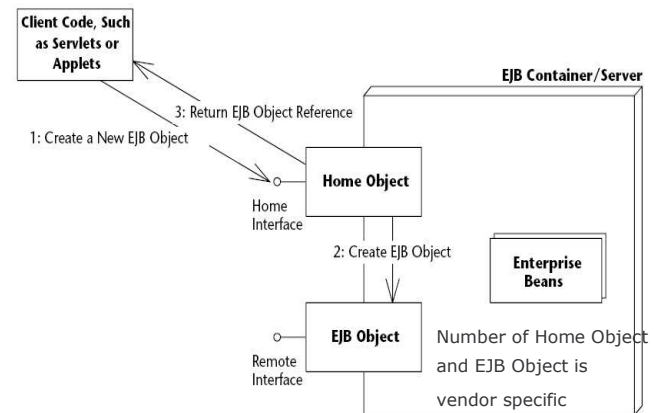 Client Code, Such
as Servlets or
Applets
EJB Container/Server
3: Return EJB Object Reference
1: Create a New EJB Object
Home Object
Home
Interface
2: Create EJB Object
Enterprise
Beans
EJB Object
Remote
Interface
Number of Home Object
and EJB Object is
vendor specific